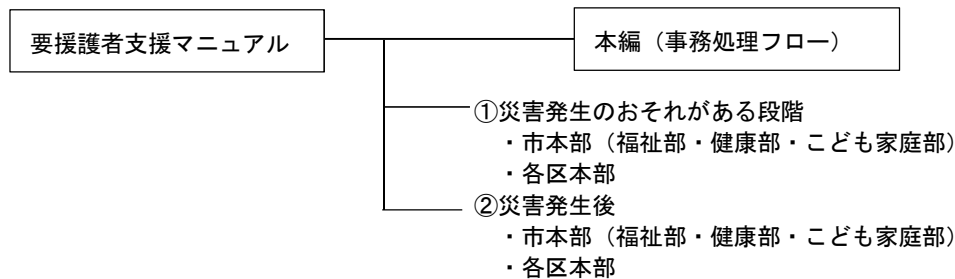 要援護者支援マニュアル
本編（事務処理フロー）
①災害発生のおそれがある段階
・市本部（福祉部・健康部・こども家庭部）
・各区本部
②災害発生後
・市本部（福祉部・健康部・こども家庭部）
・各区本部